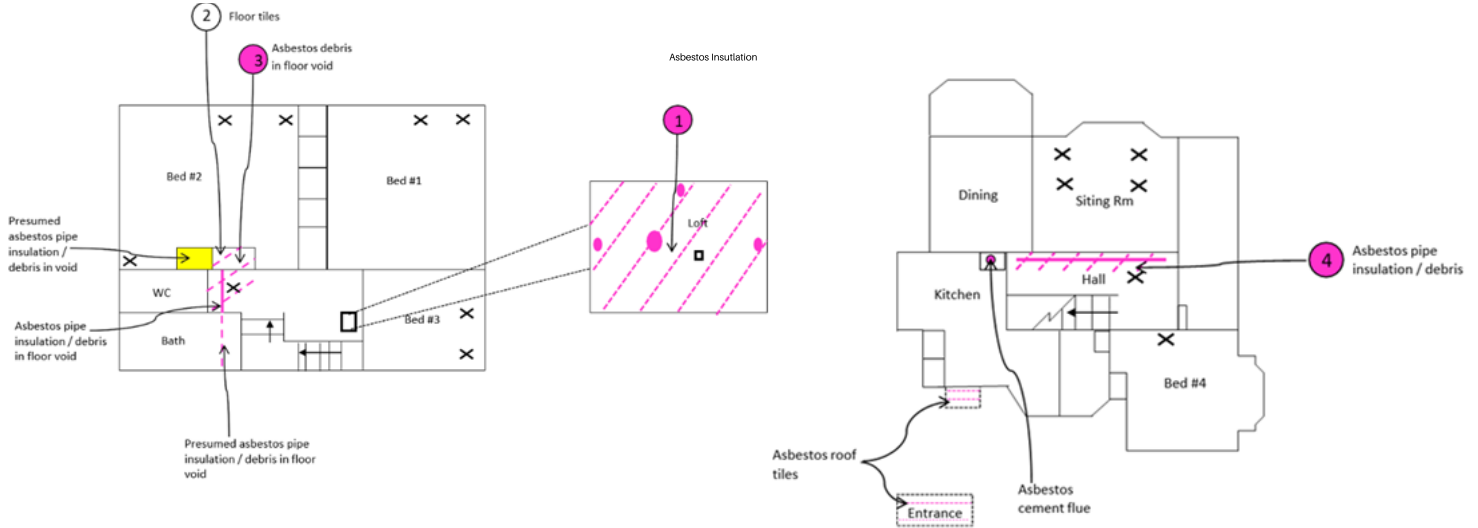 2
Floor tiles
3
Asbestos debris
in floor void
Asbestos Insutlation
1
Bed #2
Bed #1
Presumed
asbestos pipe
insulation /
debris in void
WC
Asbestos pipe
insulation / debris
in floor void
Bath
Bed #3
Presumed asbestos pipe
insulation / debris in floor
void
Loft
Dining
Siting Rm
Kitchen
Hall
4
Asbestos pipe
insulation / debris
Bed #4
Asbestos roof
tiles
Asbestos
cement flue
Entrance